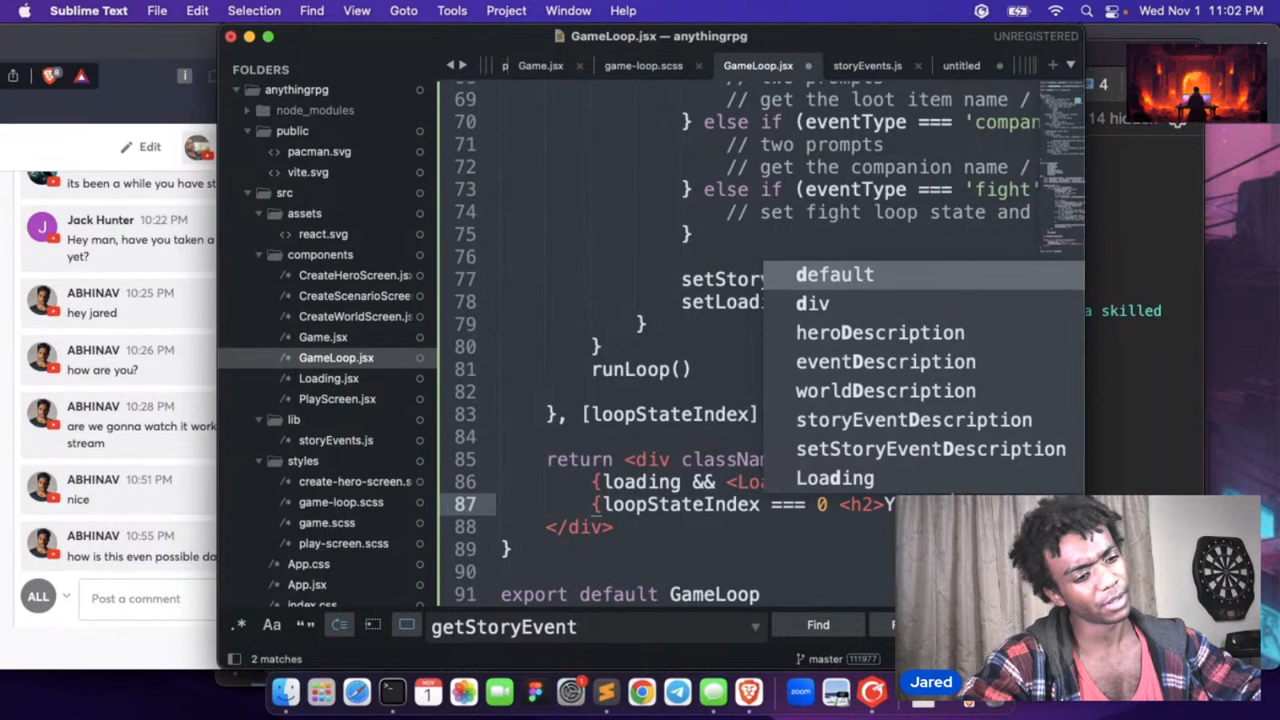 Sublime Text File Edit Selection Find View Goto Tools Project Window Help Wed Nov 1 11:02 PM
GameLoop.jsx — anythingrpg UNREGISTERED
FOLDERS
anythingrpg
node_modules
public
pacman.svg
vite.svg
src
assets
react.svg
components
CreateHeroScreen.js
CreateScenarioScree
CreateWorldScreen.js
Game.jsx
GameLoop.jsx
Loading.jsx
PlayScreen.jsx
lib
storyEvents.js
styles
create-hero-screen.s
game-loop.scss
game.scss
play-screen.scss
App.css
App.jsx
index.css
p Game.jsx game-loop.scss GameLoop.jsx storyEvents.js untitled
69 // get the loot item name /
70 } else if (eventType === 'compan
71 // two prompts
72 // get the companion name /
73 } else if (eventType === 'fight'
74 // set fight loop state and
75 }
76
77 setStory
78 setLoadi
79 }
80 }
81 runLoop()
82
83 }, [loopStateIndex]
84
85 return <div classNam
86 {loading && <Loa
87 {loopStateIndex === 0 <h2>Y
88 </div>
89 }
90
91 export default GameLoop
default
div
heroDescription
eventDescription
worldDescription
storyEventDescription
setStoryEventDescription
Loading
.* Aa “” getStoryEvent Find
2 matches master 111977
Edit
its been a while you have st
Jack Hunter 10:22 PM
Hey man, have you taken a
yet?
ABHINAV 10:25 PM
hey jared
ABHINAV 10:26 PM
how are you?
ABHINAV 10:28 PM
are we gonna watch it work
stream
ABHINAV 10:51 PM
nice
ABHINAV 10:55 PM
how is this even possible da
ALL Post a comment
4
14 hidden
a skilled
Jared
zoom